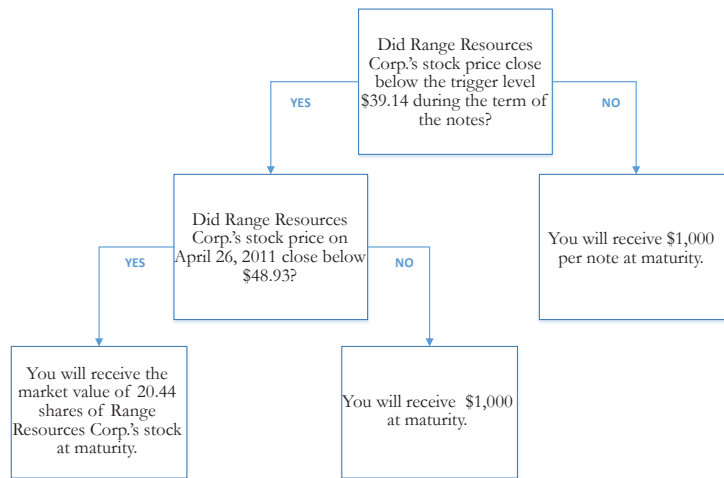 Did Range Resources
Corp.'s stock price close
below the trigger level
$39.14 during the term of
the notes?
YES
NO
Did Range Resources
Corp.'s stock price on
April 26, 2011 close below
$48.93?
You will receive $1,000
per note at maturity.
YES
NO
You will receive the
market value of 20.44
shares of Range
Resources Corp.'s stock
at maturity.
You will receive $1,000
at maturity.